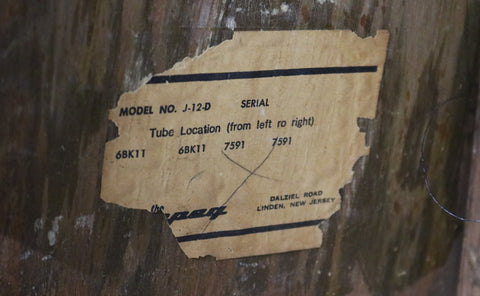 MODEL NO. J-12-D SERIAL
Tube Location (from left ro right)
6BK11 6BK11 7591 7591
the
DALZIEL ROAD
LINDEN, NEW JERSEY